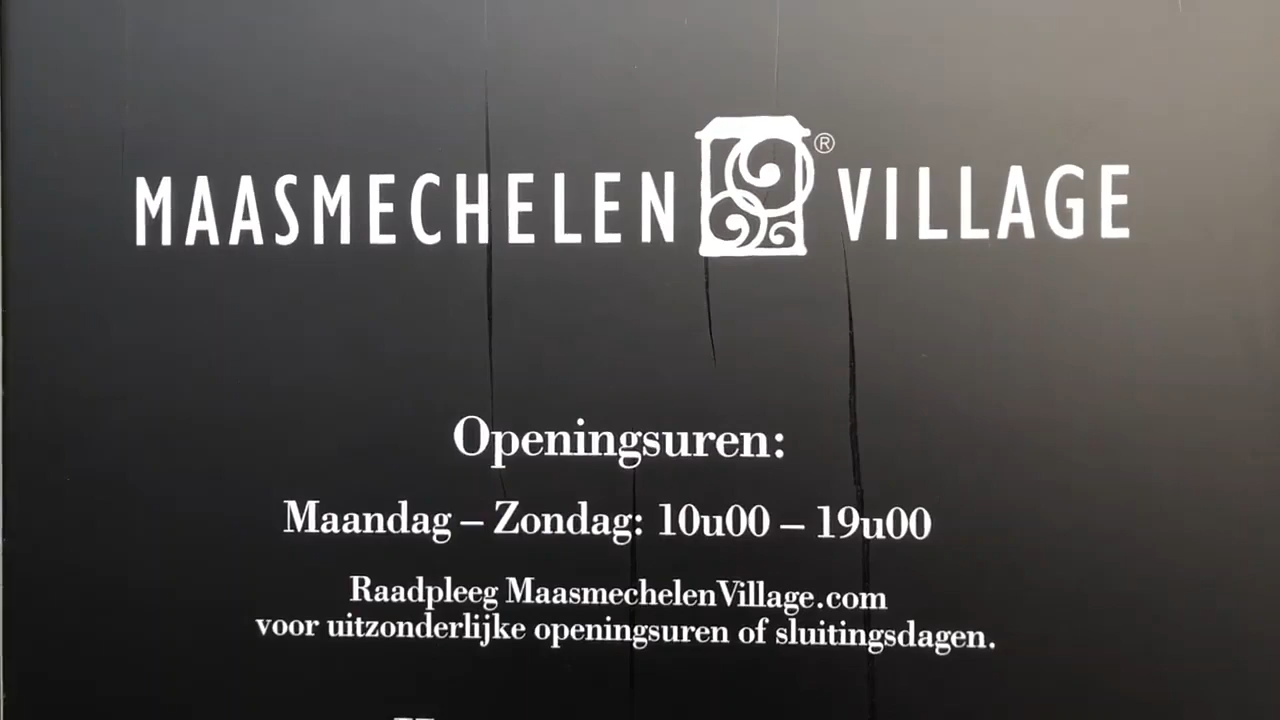 MAASMECHELEN ® VILLAGE
Openingsuren:
Maandag – Zondag: 10u00 – 19u00
Raadpleeg MaasmechelenVillage.com
voor uitzonderlijke openingsuren of sluitingsdagen.